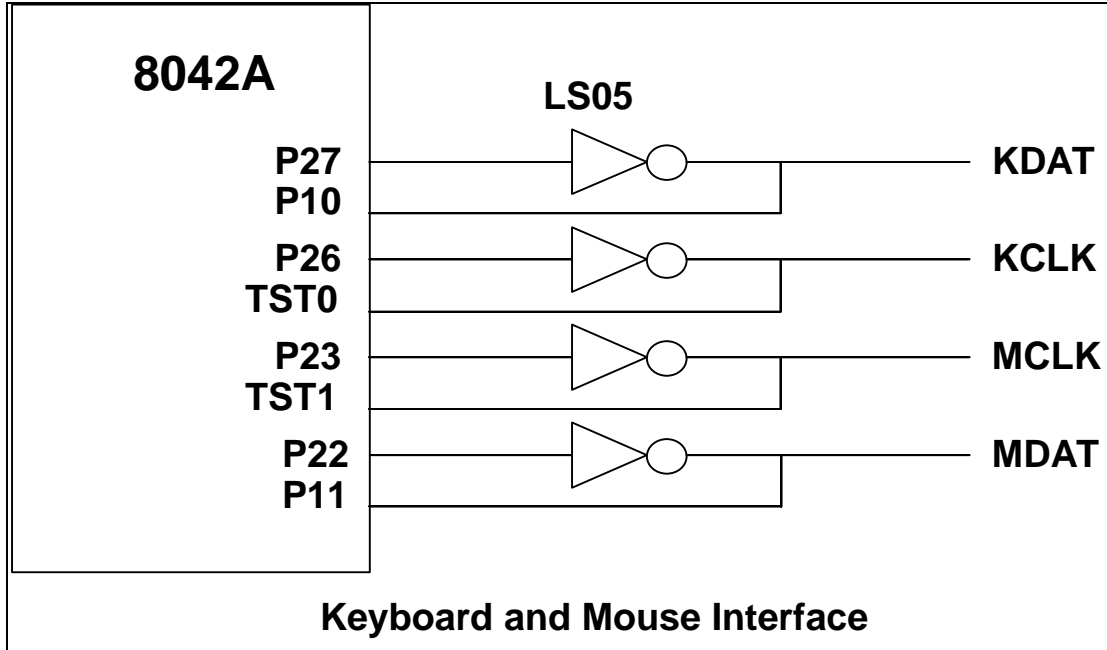 8042A
LS05
P27
KDAT
P10
P26
KCLK
TST0
P23
MCLK
TST1
P22
MDAT
P11
Keyboard and Mouse Interface